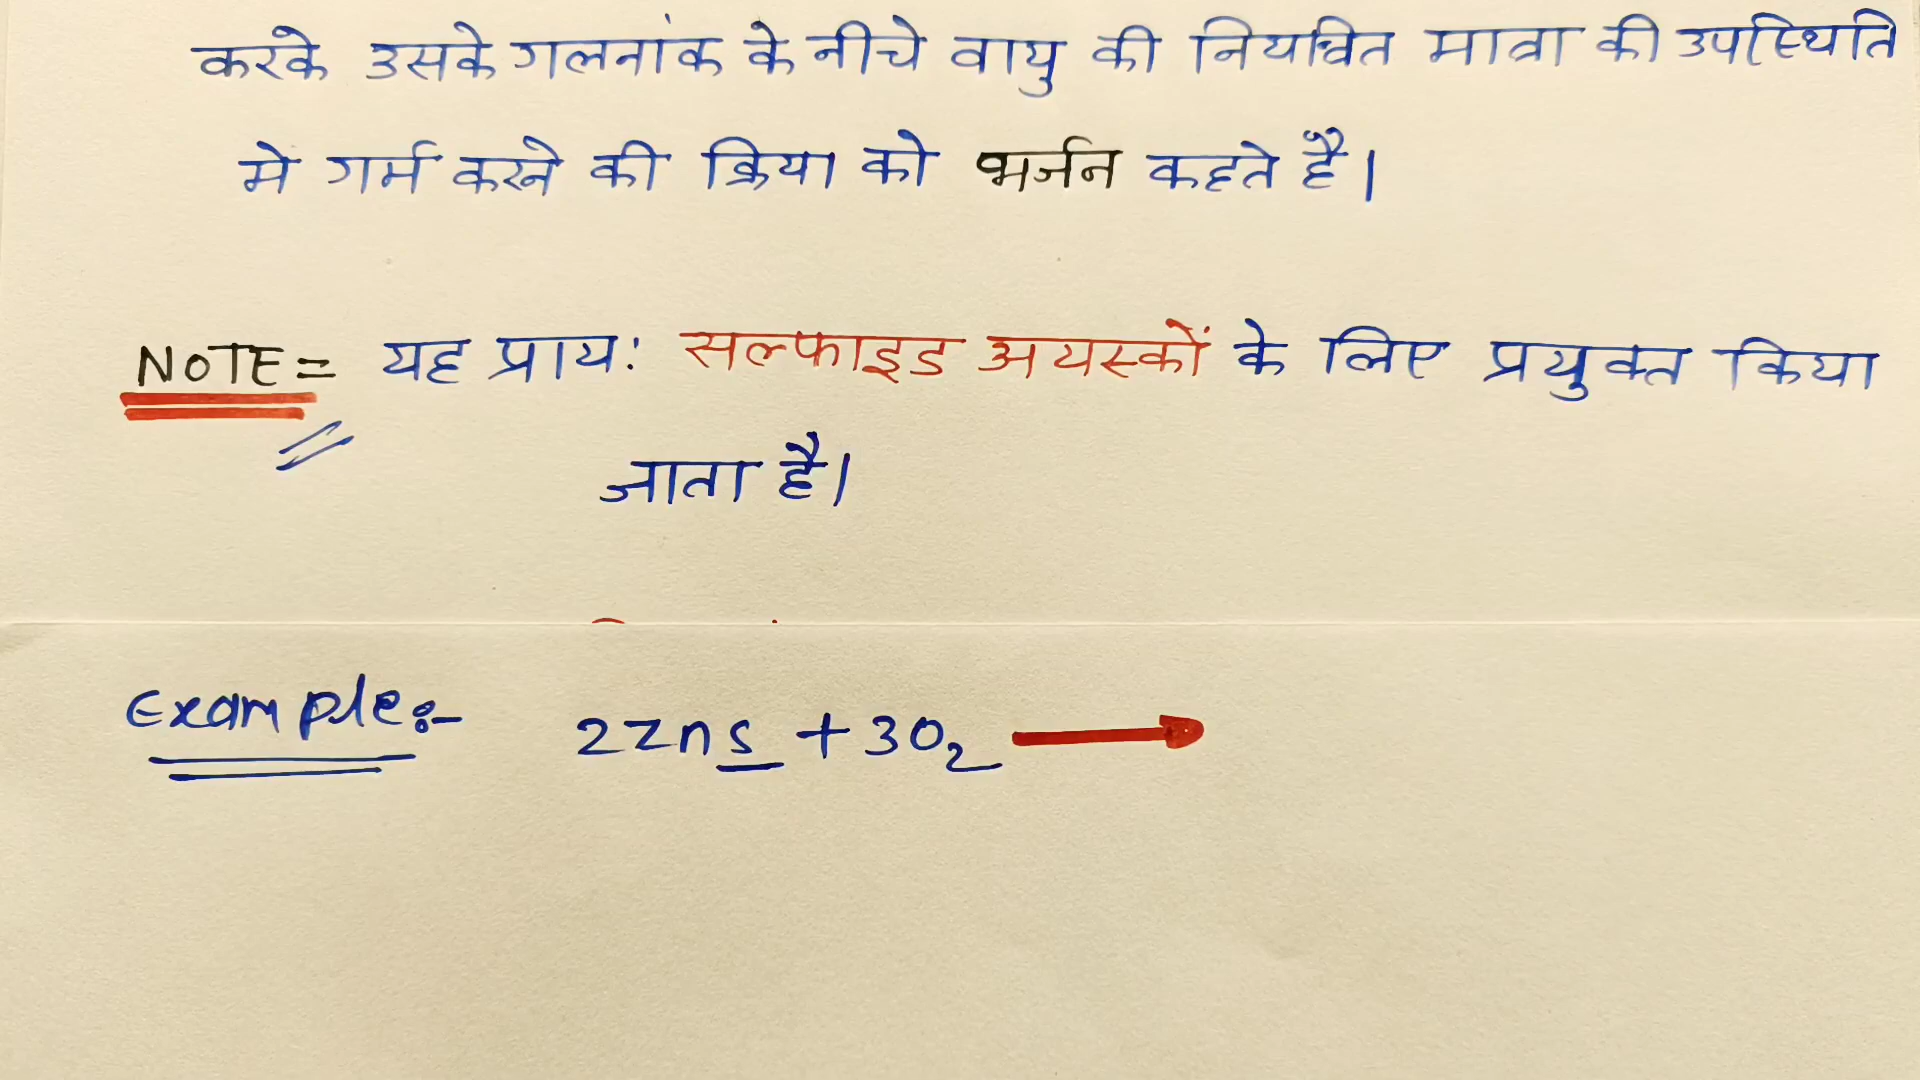 करके उसके गलनांक के नीचे वायु की नियन्त्रित मात्रा की उपस्थिति
मे गर्म करने की क्रिया को भर्जन कहते है।
NOTE= यह प्राय: सल्फाइड अयस्कों के लिए प्रयुक्त किया
जाता है।
Example:- 2Zns + 3O₂ →